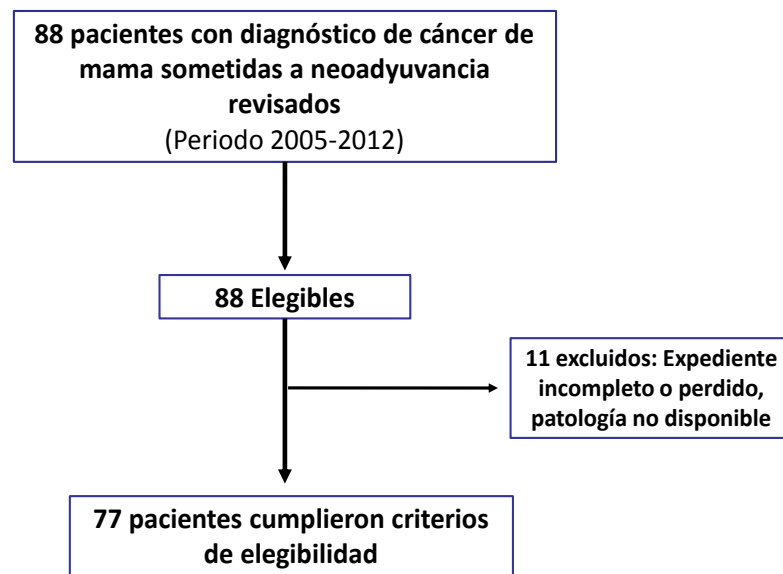 88 pacientes con diagnóstico de cáncer de
mama sometidas a neoadyuvancia
revisados
(Periodo 2005-2012)
88 Elegibles
11 excluidos: Expediente
incompleto o perdido,
patología no disponible
77 pacientes cumplieron criterios
de elegibilidad